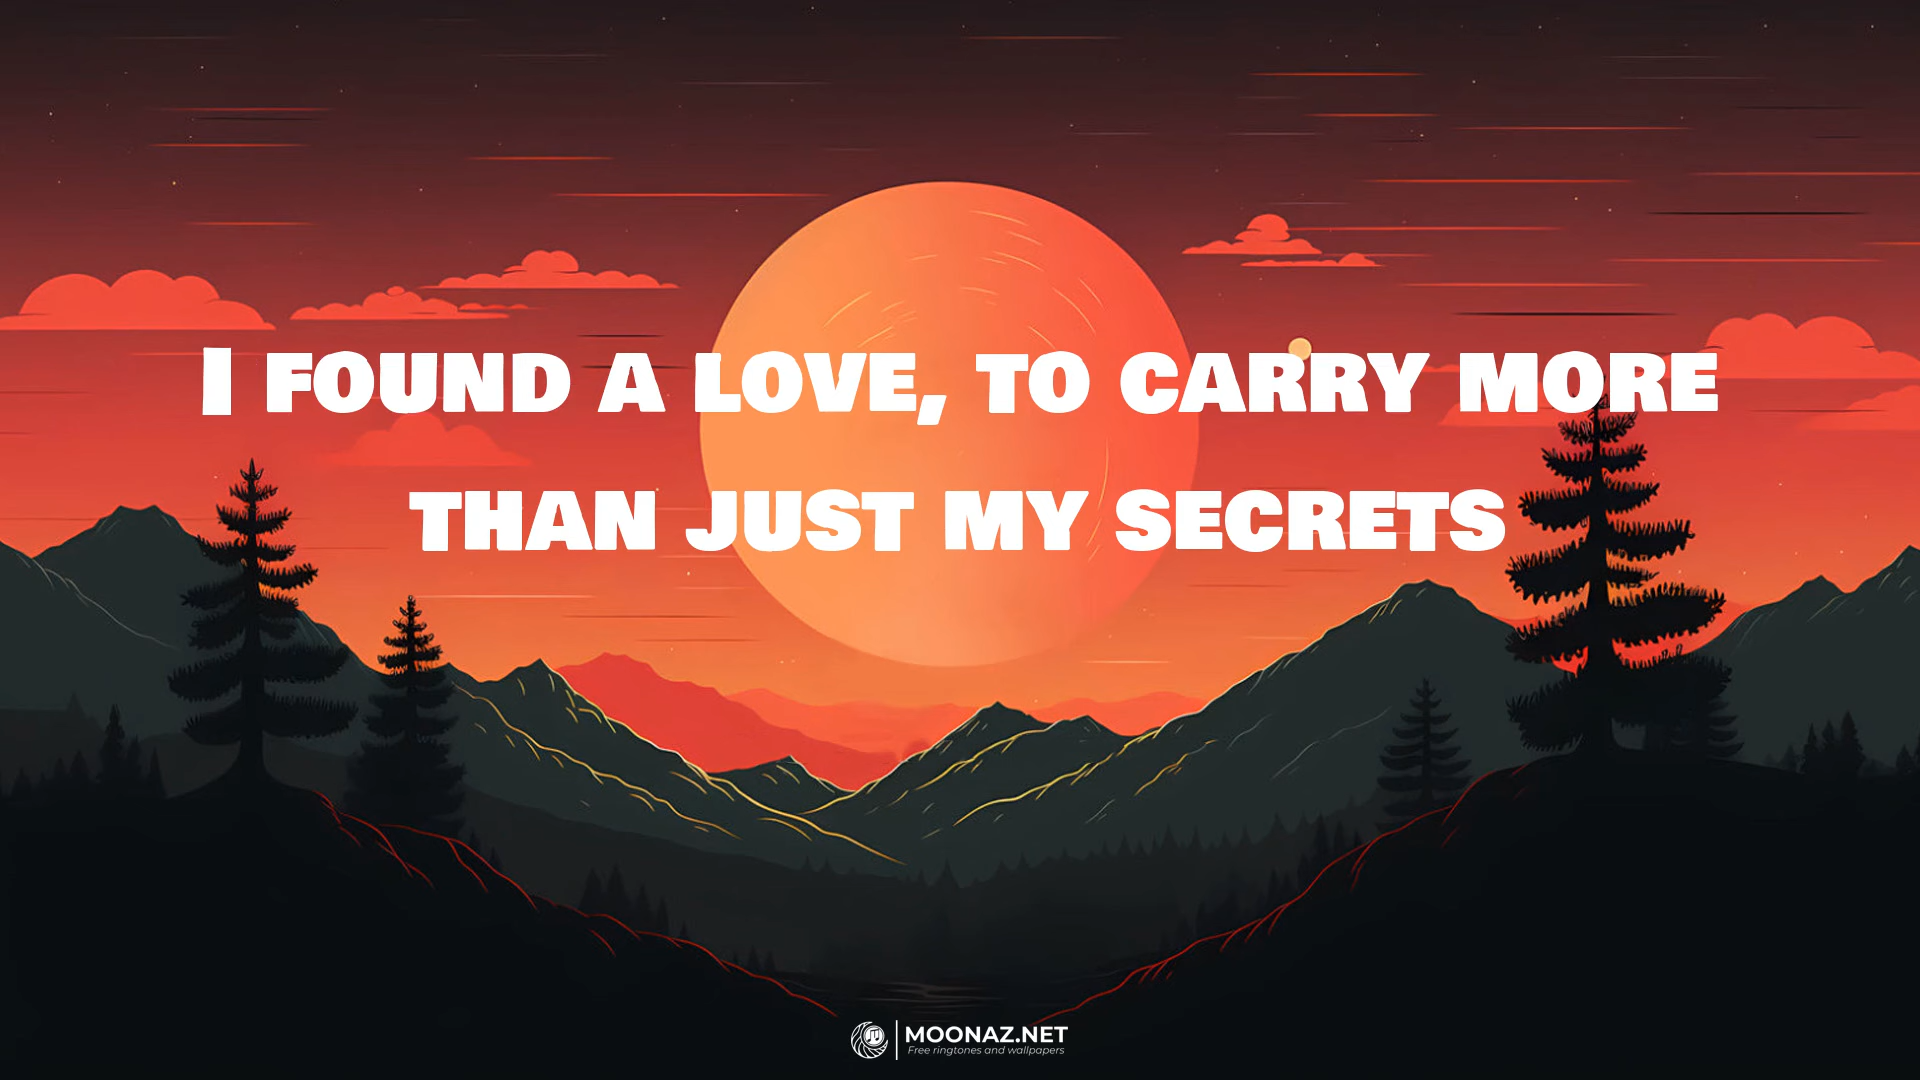 I FOUND A LOVE, TO CARRY MORE
THAN JUST MY SECRETS
MOONAZ.NET
Free ringtones and wallpapers